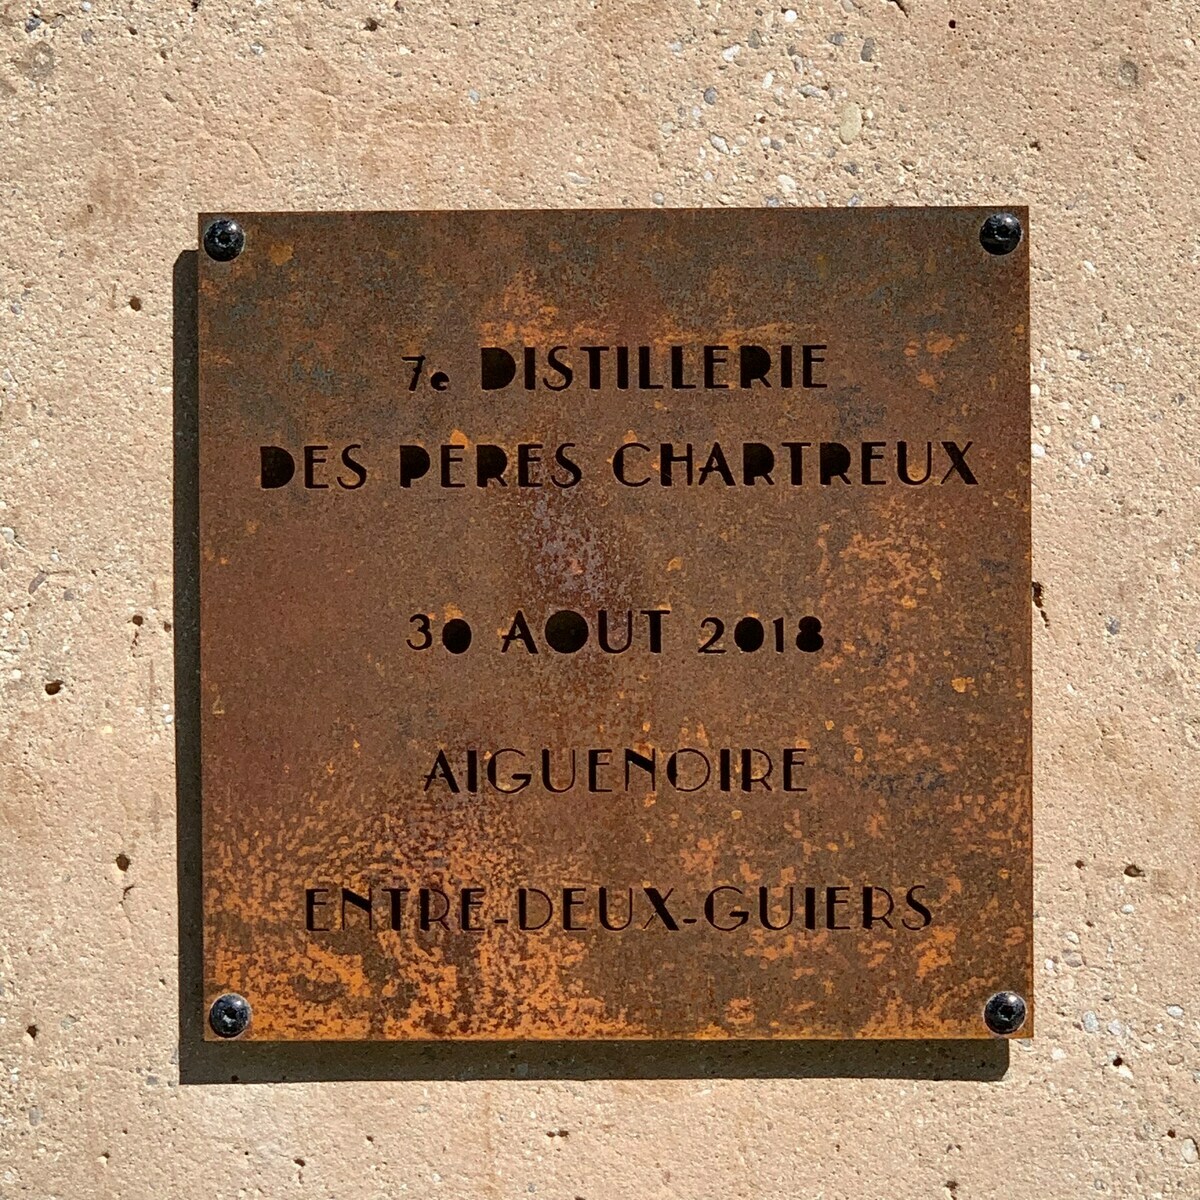 7e DISTILLERIE
DES PERES CHARTREUX
30 AOUT 2018
AIGUENOIRE
ENTRE-DEUX-GUIERS